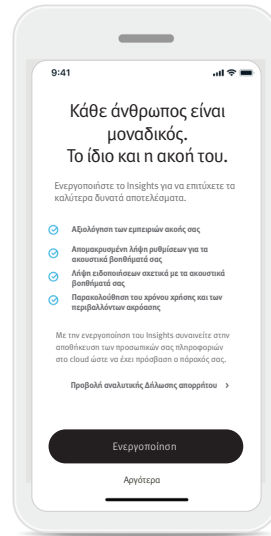 9:41
Κάθε άνθρωπος είναι
μοναδικός.
Το ίδιο και η ακοή του.
Ενεργοποιήστε το Insights για να επιτύχετε τα
καλύτερα δυνατά αποτελέσματα.
Αξιολόγηση των εμπειριών ακοής σας
Απομακρυσμένη λήψη ρυθμίσεων για τα
ακουστικά βοηθήματά σας
Λήψη ειδοποιήσεων σχετικά με τα ακουστικά
βοηθήματά σας
Παρακολούθηση του χρόνου χρήσης και των
περιβαλλόντων ακρόασης
Με την ενεργοποίηση του Insights συναινείτε στην
αποθήκευση των προσωπικών σας πληροφοριών
στο cloud ώστε να έχει πρόσβαση ο πάροχός σας.
Προβολή αναλυτικής Δήλωσης απορρήτου
Ενεργοποίηση
Αργότερα